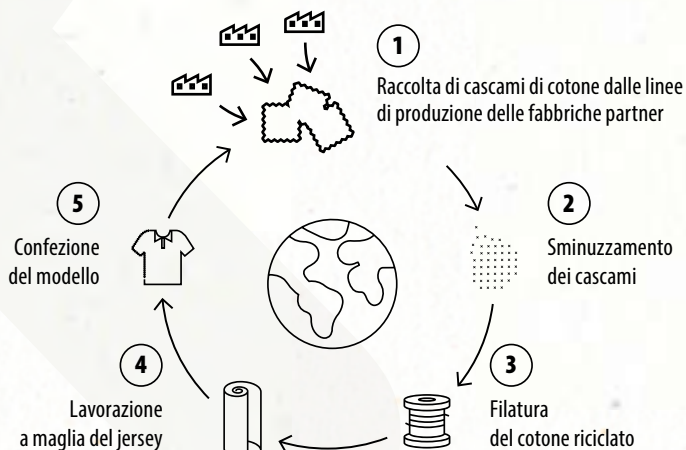 1
Raccolta di cascami di cotone dalle linee
di produzione delle fabbriche partner
2
Sminuzzamento
dei cascami
3
Filatura
del cotone riciclato
4
Lavorazione
a maglia del jersey
5
Confezione
del modello